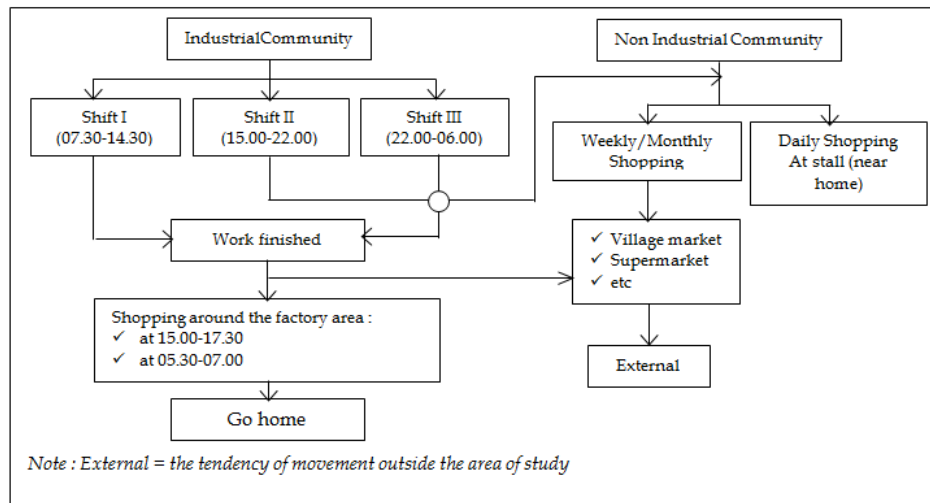 IndustrialCommunity
Non Industrial Community
Shift I
(07.30-14.30)
Shift II
(15.00-22.00)
Shift III
(22.00-06.00)
Weekly/Monthly
Shopping
Daily Shopping
At stall (near
home)
Work finished
✓ Village market
✓ Supermarket
✓ etc
Shopping around the factory area :
✓ at 15.00-17.30
✓ at 05.30-07.00
External
Go home
Note : External = the tendency of movement outside the area of study